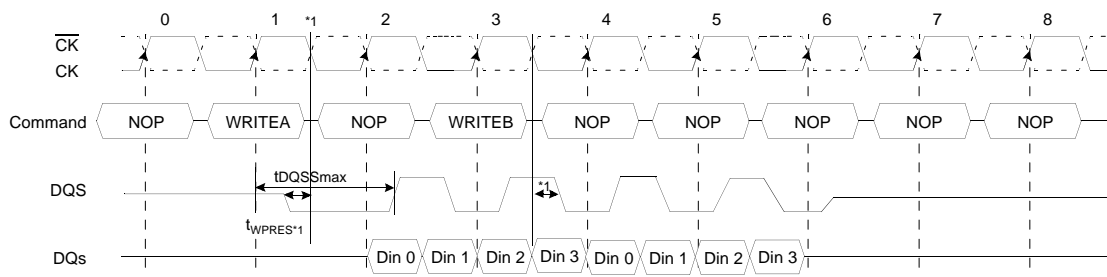 0 1 *1 2 3 4 5 6 7 8
CK
CK
Command NOP WRITEA NOP WRITEB NOP NOP NOP NOP NOP
tDQSSmax
DQS *1
tWPRES*1
DQs Din 0 Din 1 Din 2 Din 3 Din 0 Din 1 Din 2 Din 3